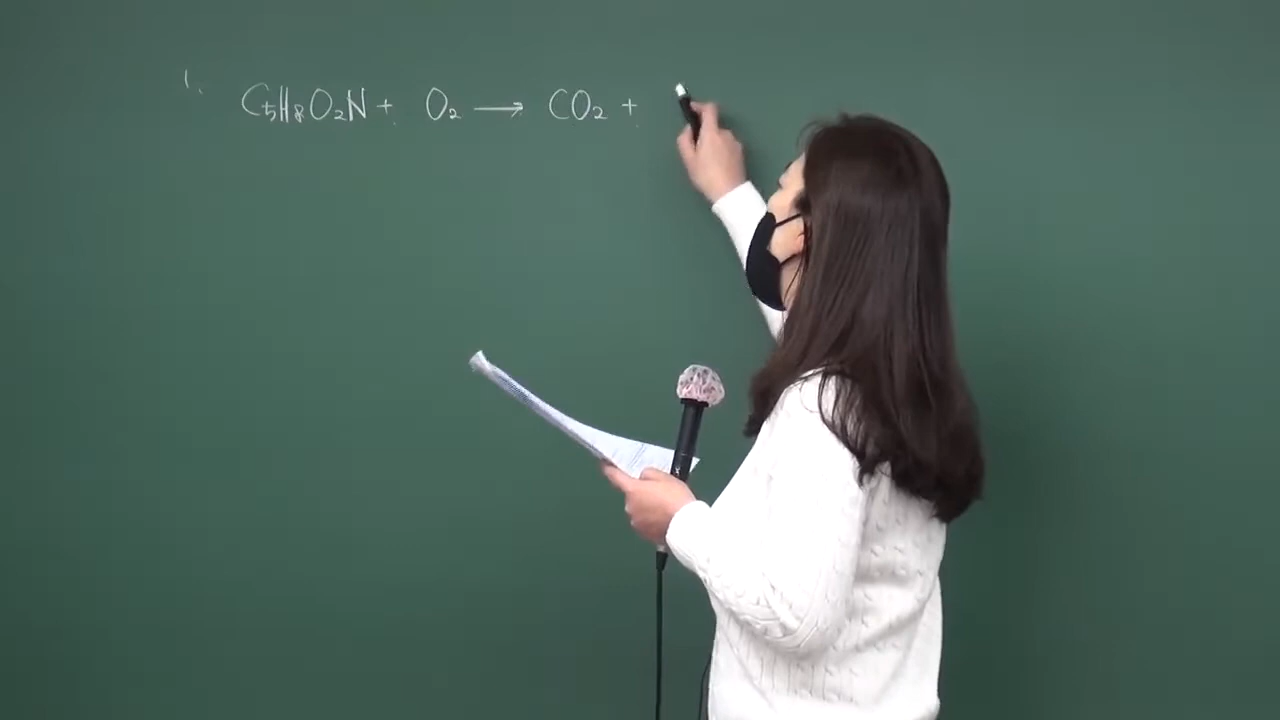 1. C5H8O2N + O2 → CO2 +